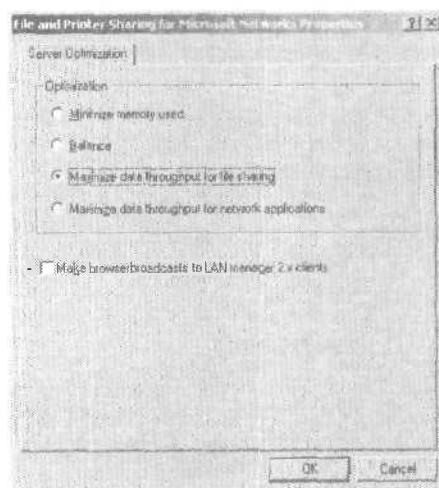 File and Printer Sharing for Microsoft Networks Properties
Server Optimization
Optimization
Minimize memory used
Balance
Maximize data throughput for file sharing
Maximize data throughput for network applications
Make browser broadcasts to LAN manager 2.x clients
OK
Cancel